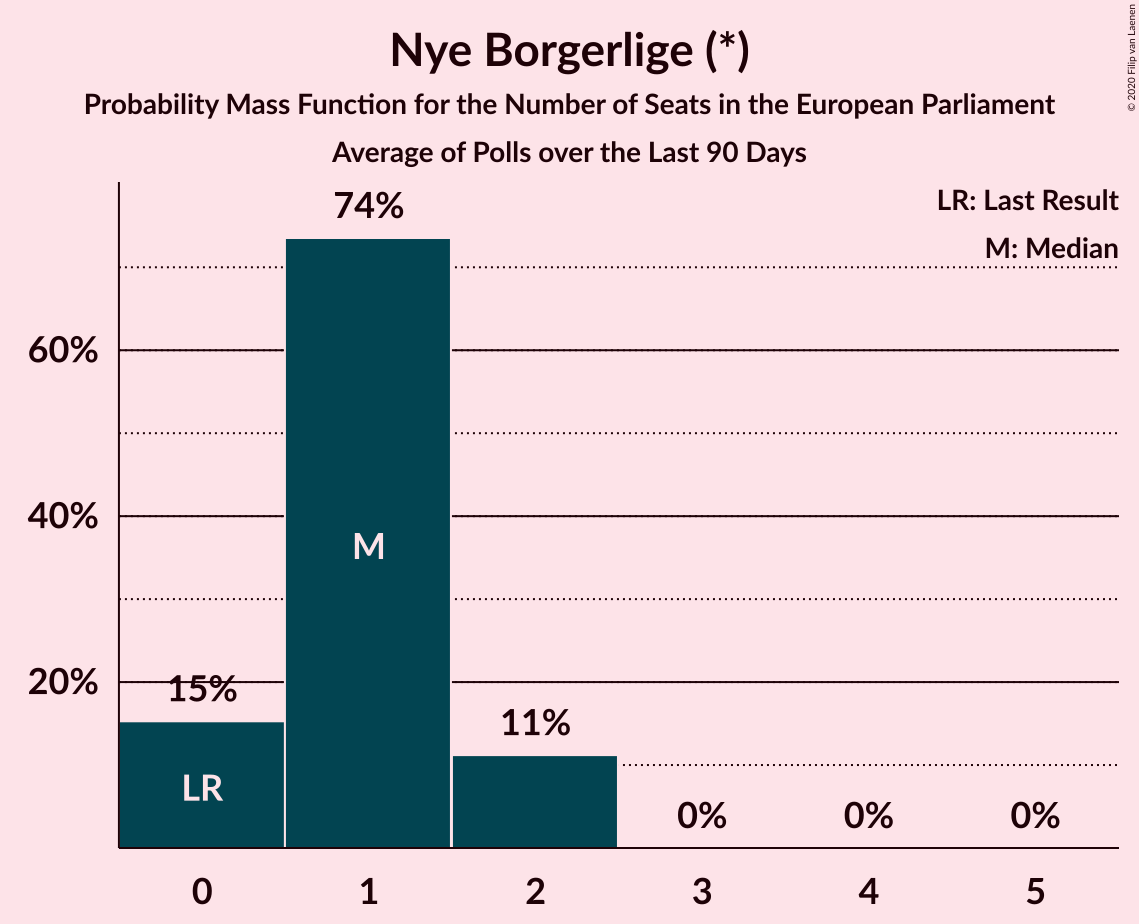 Nye Borgerlige (*)
Probability Mass Function for the Number of Seats in the European Parliament
Average of Polls over the Last 90 Days
© 2020 Filip van Laenen
LR: Last Result
M: Median
74%
60%
40%
20%
M
15%
LR
11%
0%
0%
0%
0
1
2
3
4
5